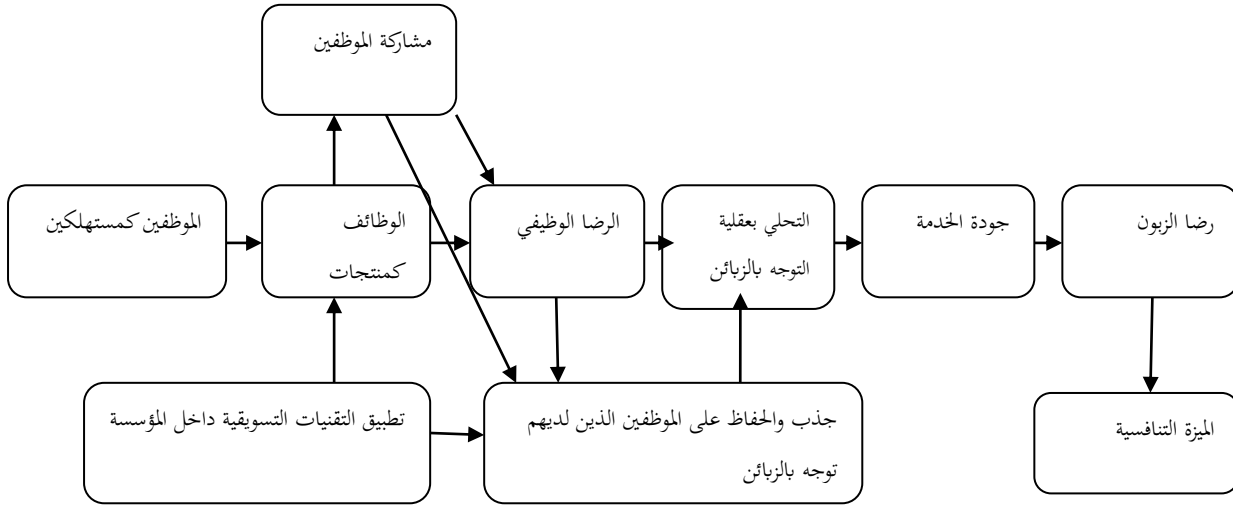 مشاركة الموظفين
الموظفين كمستهلكين
الوظائف
كمنتجات
الرضا الوظيفي
التحلي بعقلية
التوجه بالزبائن
جودة الخدمة
رضا الزبون
تطبيق التقنيات التسويقية داخل المؤسسة
جذب والحفاظ على الموظفين الذين لديهم
توجه بالزبائن
الميزة التنافسية